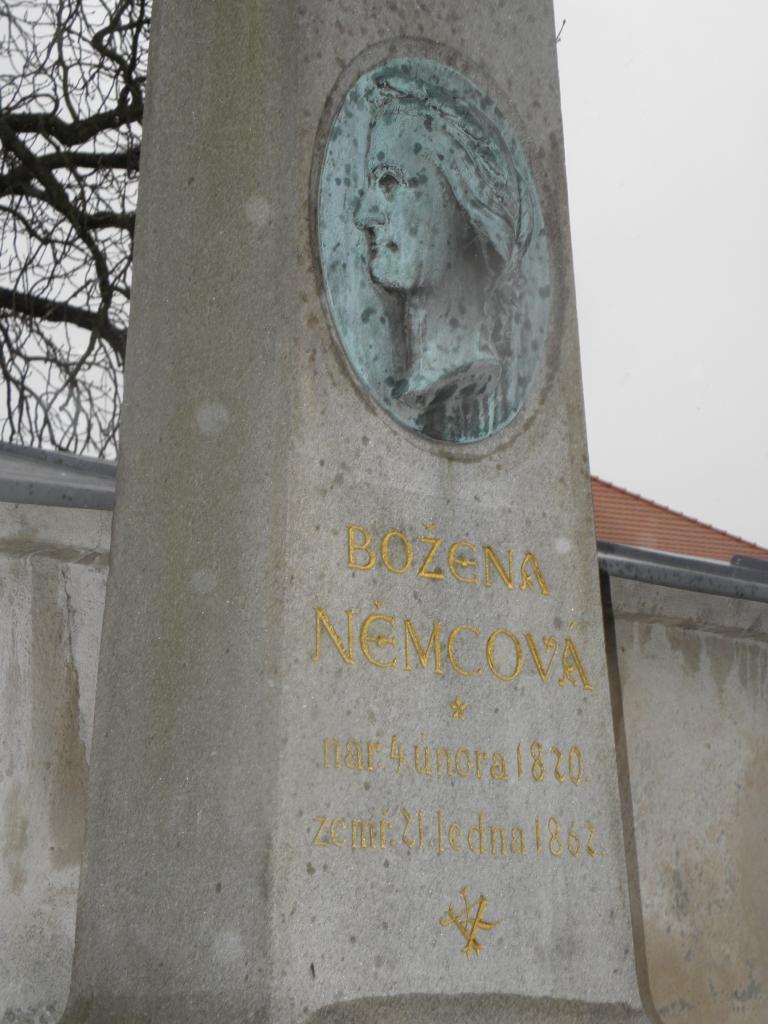 BOŽENA
NĚMCOVÁ
nar. 4. února 1820.
zemř. 21. ledna 1862.